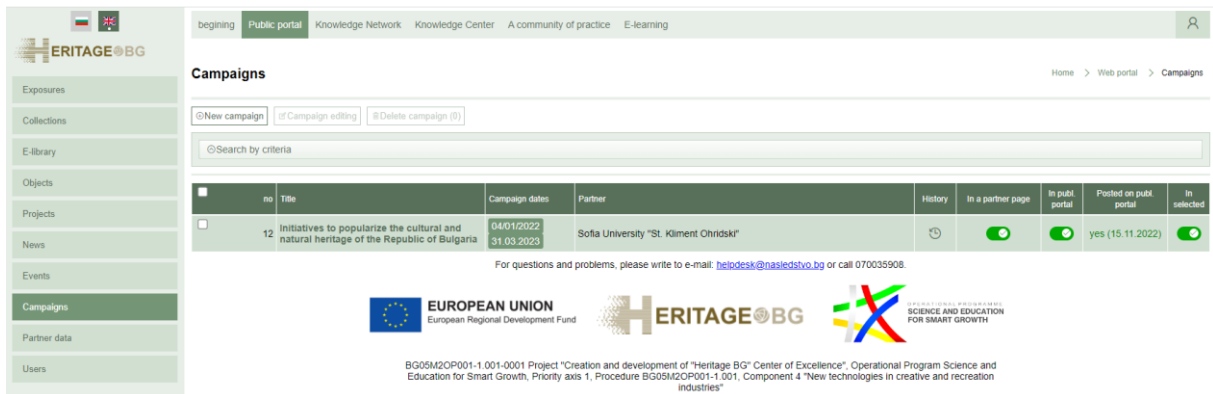 begining Public portal Knowledge Network Knowledge Center A community of practice E-learning
HERITAGE BG
Campaigns
Home > Web portal > Campaigns
Exposures
Collections
E-library
Objects
Projects
News
Events
Campaigns
Partner data
Users
New campaign Campaign editing Delete campaign (0)
Search by criteria
no Title Campaign dates Partner History In a partner page In publ. portal Posted on publ. portal In selected
12 Initiatives to popularize the cultural and
natural heritage of the Republic of Bulgaria
04/01/2022
31.03.2023
Sofia University "St. Kliment Ohridski"
yes (15.11.2022)
For questions and problems, please write to e-mail: helpdesk@nasledstvo.bg or call 070035908.
EUROPEAN UNION
European Regional Development Fund
HERITAGE BG
OPERATIONAL PROGRAMME
SCIENCE AND EDUCATION
FOR SMART GROWTH
BG05M2OP001-1.001-0001 Project "Creation and development of "Heritage BG" Center of Excellence", Operational Program Science and
Education for Smart Growth, Priority axis 1, Procedure BG05M2OP001-1.001, Component 4 "New technologies in creative and recreation
industries"